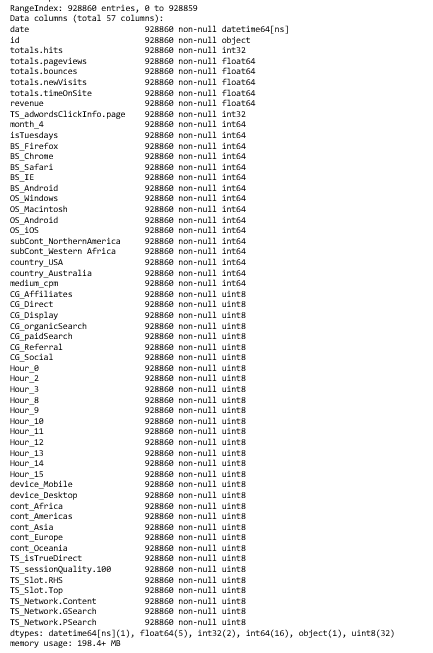 RangeIndex: 928860 entries, 0 to 928859
Data columns (total 57 columns):
date 928860 non-null datetime64[ns]
id 928860 non-null object
totals.hits 928860 non-null int32
totals.pageviews 928860 non-null float64
totals.bounces 928860 non-null float64
totals.newVisits 928860 non-null float64
totals.timeOnSite 928860 non-null float64
revenue 928860 non-null float64
TS_adwordsClickInfo.page 928860 non-null int32
month_4 928860 non-null int64
isTuesdays 928860 non-null int64
BS_Firefox 928860 non-null int64
BS_Chrome 928860 non-null int64
BS_Safari 928860 non-null int64
BS_IE 928860 non-null int64
BS_Android 928860 non-null int64
OS_Windows 928860 non-null int64
OS_Macintosh 928860 non-null int64
OS_Android 928860 non-null int64
OS_iOS 928860 non-null int64
subCont_NorthernAmerica 928860 non-null int64
subCont_Western Africa 928860 non-null int64
country_USA 928860 non-null int64
country_Australia 928860 non-null int64
medium_cpm 928860 non-null int64
CG_Affiliates 928860 non-null uint8
CG_Direct 928860 non-null uint8
CG_Display 928860 non-null uint8
CG_organicSearch 928860 non-null uint8
CG_paidSearch 928860 non-null uint8
CG_Referral 928860 non-null uint8
CG_Social 928860 non-null uint8
Hour_0 928860 non-null uint8
Hour_2 928860 non-null uint8
Hour_3 928860 non-null uint8
Hour_8 928860 non-null uint8
Hour_9 928860 non-null uint8
Hour_10 928860 non-null uint8
Hour_11 928860 non-null uint8
Hour_12 928860 non-null uint8
Hour_13 928860 non-null uint8
Hour_14 928860 non-null uint8
Hour_15 928860 non-null uint8
device_Mobile 928860 non-null uint8
device_Desktop 928860 non-null uint8
cont_Africa 928860 non-null uint8
cont_Americas 928860 non-null uint8
cont_Asia 928860 non-null uint8
cont_Europe 928860 non-null uint8
cont_Oceania 928860 non-null uint8
TS_isTrueDirect 928860 non-null uint8
TS_sessionQuality.100 928860 non-null uint8
TS_Slot.RHS 928860 non-null uint8
TS_Slot.Top 928860 non-null uint8
TS_Network.Content 928860 non-null uint8
TS_Network.GSearch 928860 non-null uint8
TS_Network.PSearch 928860 non-null uint8
dtypes: datetime64[ns](1), float64(5), int32(2), int64(16), object(1), uint8(32)
memory usage: 198.4+ MB